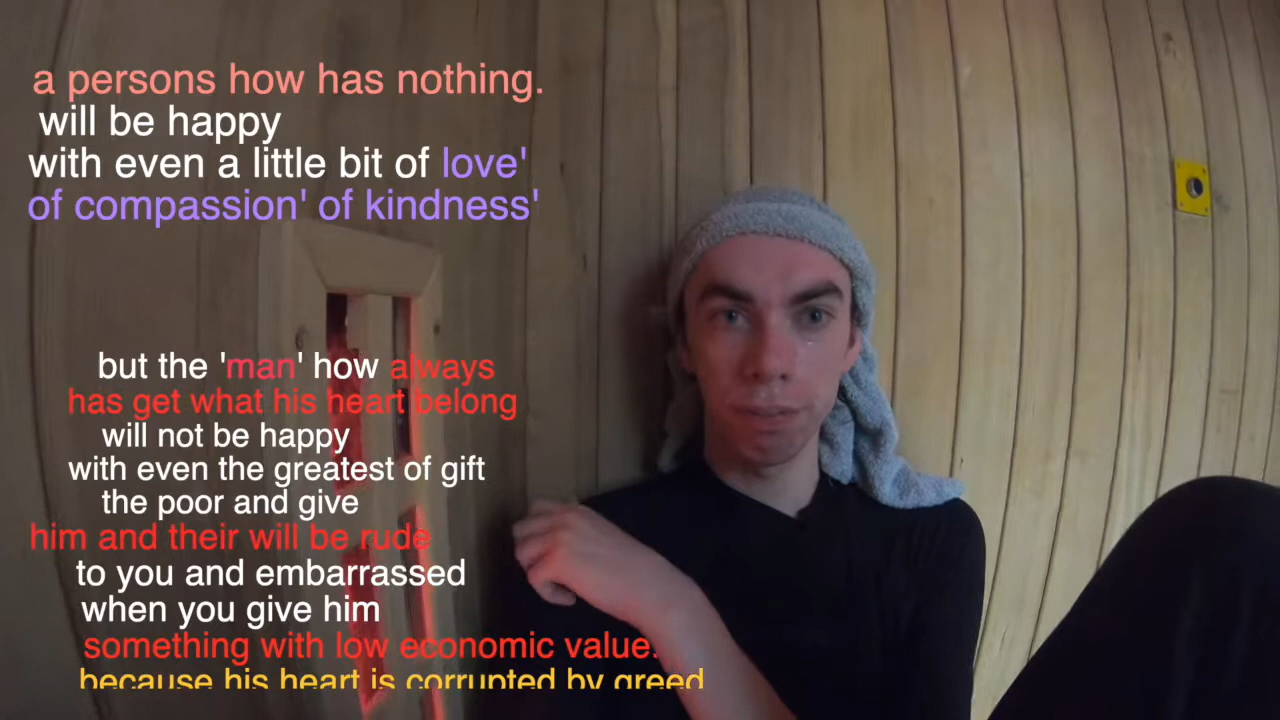 a persons how has nothing.
will be happy
with even a little bit of love'
of compassion' of kindness'
but the 'man' how always
has get what his heart belong
will not be happy
with even the greatest of gift
the poor and give
him and their will be rude
to you and embarrassed
when you give him
something with low economic value.
because his heart is corrupted by greed